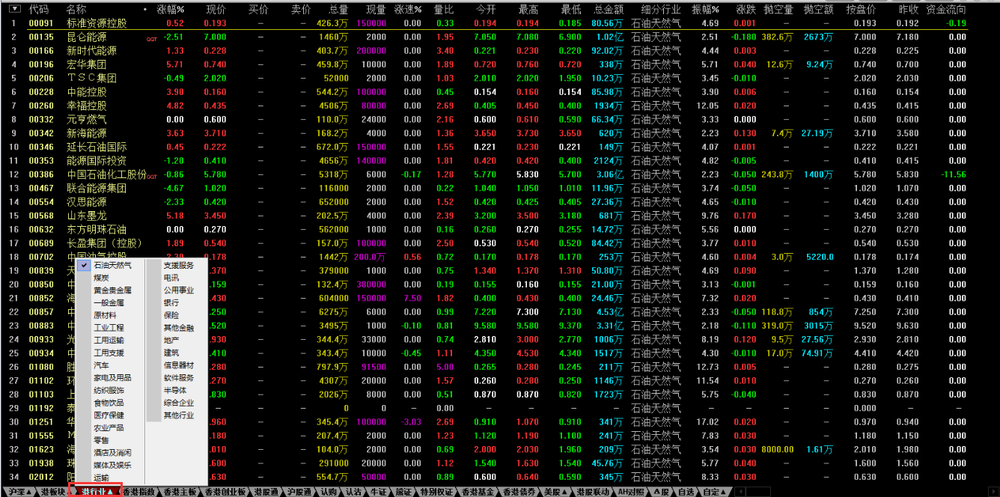 代码 名称 • 涨幅% 现价 买价 卖价 总量 现量 涨速% 量比 今开 最高 最低 总金额 细分行业 振幅% 涨跌 抛空量 抛空额 按盘价 昨收 资金流向
1 00091 标准资源控股 0.52 0.193 — — 426.3万 150000 0.00 0.33 0.194 0.194 0.185 80.56万 石油天然气 4.69 0.001 — — 0.193 0.192 -0.19
2 00135 昆仑能源 GGT -2.51 7.000 — — 1460万 2000 0.00 1.95 7.050 7.080 6.900 1.02亿 石油天然气 2.51 -0.180 382.6万 2673万 7.000 7.180 0.00
3 00166 新时代能源 1.33 0.228 — — 403.7万 200000 0.00 3.40 0.221 0.230 0.220 92.02万 石油天然气 4.44 0.003 — — 0.228 0.225 0.00
4 00196 宏华集团 5.71 0.740 — — 459.8万 10000 0.00 1.89 0.720 0.760 0.720 338万 石油天然气 5.71 0.040 12.6万 9.24万 0.740 0.700 0.00
5 00206 ＴＳＣ集团 -0.49 2.020 — — 52000 2000 0.00 1.03 2.010 2.020 1.950 10.23万 石油天然气 3.45 -0.010 — — 2.020 2.030 0.00
6 00228 中能控股 3.90 0.160 — — 544.2万 100000 0.00 0.45 0.154 0.160 0.154 85.98万 石油天然气 3.90 0.006 — — 0.160 0.154 0.00
7 00260 幸福控股 4.82 0.435 — — 4506万 80000 0.00 2.69 0.405 0.450 0.400 1934万 石油天然气 12.05 0.020 — — 0.435 0.415 0.00
8 00332 元亨燃气 0.00 0.600 — — 110.0万 24000 0.00 2.16 0.600 0.610 0.590 66.34万 石油天然气 3.33 0.000 — — 0.600 0.600 0.00
9 00342 新海能源 3.63 3.710 — — 168.2万 4000 0.00 1.36 3.650 3.730 3.650 620万 石油天然气 2.23 0.130 7.4万 27.19万 3.710 3.580 0.00
10 00346 延长石油国际 0.45 0.222 — — 672.0万 150000 0.00 1.55 0.221 0.230 0.221 149万 石油天然气 4.07 0.001 — — 0.222 0.221 0.00
11 00353 能源国际投资 -1.20 0.410 — — 4656万 140000 0.00 1.81 0.420 0.420 0.400 2124万 石油天然气 4.82 -0.005 — — 0.410 0.415 0.00
12 00386 中国石油化工股份 GGT -0.86 5.780 — — 5318万 6000 -0.17 1.28 5.770 5.830 5.700 3.06亿 石油天然气 2.23 -0.050 243.8万 1400万 5.780 5.830 -11.56
13 00467 联合能源集团 -4.67 1.020 — — 116000 2000 0.00 0.22 1.040 1.050 1.010 11.96万 石油天然气 3.74 -0.050 — — 1.020 1.070 0.00
14 00554 汉思能源 -2.33 0.420 — — 652000 2000 0.00 1.52 0.420 0.425 0.405 27.36万 石油天然气 4.65 -0.010 — — 0.420 0.430 0.00
15 00568 山东墨龙 5.18 3.450 — — 202.5万 4000 0.00 2.39 3.200 3.500 3.180 681万 石油天然气 9.76 0.170 — — 3.450 3.280 0.00
16 00632 东方明珠石油 0.00 0.270 — — 562000 1000 0.00 0.16 0.260 0.270 0.255 14.72万 石油天然气 5.56 0.000 — — 0.270 0.270 0.00
17 00689 长盈集团（控股） 1.89 0.540 — — 157.0万 100000 0.00 2.50 0.530 0.540 0.520 84.42万 石油天然气 3.77 0.010 — — 0.540 0.530 0.00
18 00702 中国油气控股 2.30 0.178 — — 1442万 200.0万 0.56 0.72 0.170 0.178 0.170 253万 石油天然气 4.60 0.004 3.0万 5220.0 0.178 0.174 0.00
19 00839 .370 — — 379000 1000 0.00 0.75 1.340 1.370 1.310 50.80万 石油天然气 4.69 0.090 — — 1.370 1.280 0.00
20 00850 中 .159 — — 132.4万 380000 0.00 0.19 0.155 0.160 0.155 21.00万 石油天然气 3.13 -0.001 — — 0.159 0.160 0.00
21 00852 海 .430 — — 604000 150000 7.50 1.82 0.400 0.430 0.400 24.46万 石油天然气 7.32 0.020 — — 0.430 0.410 0.00
22 00857 中 .250 — — 6275万 6000 0.00 0.99 7.220 7.300 7.130 4.53亿 石油天然气 2.33 -0.050 118.8万 854万 7.250 7.300 0.00
23 00883 中 .520 — — 3495万 1000 -0.10 0.81 9.580 9.580 9.370 3.31亿 石油天然气 2.18 -0.110 319.0万 3015万 9.520 9.630 0.00
24 00933 光 .930 — — 344.4万 33000 0.00 0.74 2.810 3.000 2.770 1006万 石油天然气 8.19 0.120 9.5万 27.56万 2.930 2.810 0.00
25 00934 中 .410 — — 343.4万 10000 -0.45 1.11 4.350 4.530 4.340 1517万 石油天然气 4.30 -0.010 17.0万 74.91万 4.410 4.420 0.00
26 01080 胜 .280 — — 797.9万 91500 0.00 5.00 0.265 0.280 0.245 211万 石油天然气 12.73 0.005 — — 0.280 0.275 0.00
27 01102 环 .270 — — 4307万 20000 0.00 1.57 0.260 0.280 0.250 1146万 石油天然气 11.54 0.010 — — 0.270 0.260 0.00
28 01103 上 .830 — — 2026万 8000 0.00 0.51 0.870 0.870 0.820 1723万 石油天然气 5.75 -0.040 — — 0.830 0.870 0.00
29 01192 泰 — — 0 0 — 0.00 — — — — 石油天然气 — — — — 0.000 — 0.00
30 01251 华 .960 — — 345.4万 100000 -3.03 2.69 0.910 1.070 0.910 341万 石油天然气 17.02 0.020 — — 0.970 0.940 0.00
31 01555 M .180 — — 207.4万 2000 0.00 1.23 1.120 1.190 1.100 241万 石油天然气 7.83 0.030 — — 1.180 1.150 0.00
32 01623 海 .010 — — 104.0万 2000 0.00 0.69 2.000 2.030 1.960 209万 石油天然气 3.54 0.030 8000.00 1.61万 2.010 1.980 0.00
33 01938 珠 .600 — — 291000 20000 0.00 1.12 1.540 1.630 1.540 45.76万 石油天然气 5.77 0.040 — — 1.600 1.560 0.00
34 02012 阳 .630 — — 554.7万 50000 0.00 0.89 0.600 0.640 0.590 345万 石油天然气 8.33 0.030 — — 0.630 0.600 0.00
石油天然气 支援服务
煤炭 电讯
黄金贵金属 公用事业
一般金属 银行
原材料 保险
工业工程 其他金融
工用运输 地产
工用支援 建筑
汽车 信息器材
家电及用品 软件服务
纺织服饰 半导体
食物饮品 综合企业
医疗保健 其他行业
农业产品
零售
酒店及消闲
媒体及娱乐
运输
沪深▲ 港板块 港行业▲ 香港指数 香港主板 香港创业板 港股通 沪股通 认购 认沽 牛证 熊证 特别权证 香港基金 香港债券 美股▲ 港股联动 AH对照 A股 自选 自定▲